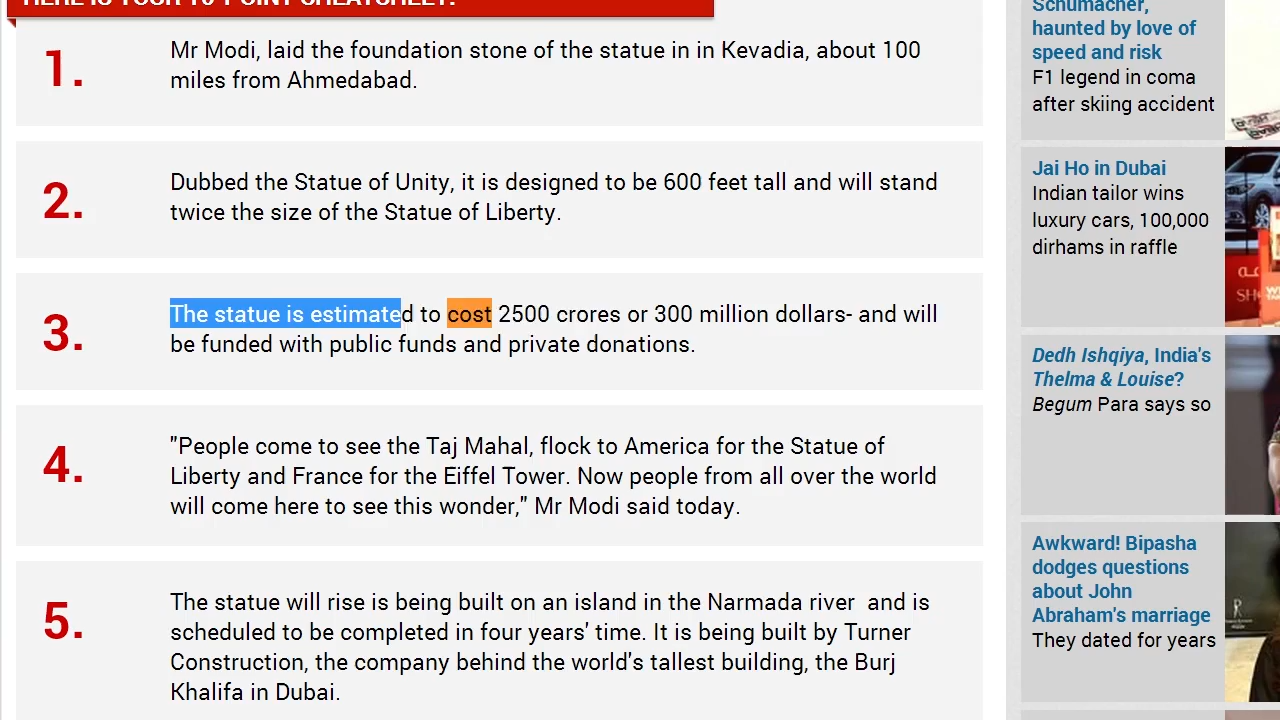 HERE IS YOUR 10-POINT CHEATSHEET:
1.
Mr Modi, laid the foundation stone of the statue in in Kevadia, about 100
miles from Ahmedabad.
2.
Dubbed the Statue of Unity, it is designed to be 600 feet tall and will stand
twice the size of the Statue of Liberty.
3.
The statue is estimated to cost 2500 crores or 300 million dollars- and will
be funded with public funds and private donations.
4.
"People come to see the Taj Mahal, flock to America for the Statue of
Liberty and France for the Eiffel Tower. Now people from all over the world
will come here to see this wonder," Mr Modi said today.
5.
The statue will rise is being built on an island in the Narmada river  and is
scheduled to be completed in four years' time. It is being built by Turner
Construction, the company behind the world's tallest building, the Burj
Khalifa in Dubai.
Schumacher,
haunted by love of
speed and risk
F1 legend in coma
after skiing accident
Jai Ho in Dubai
Indian tailor wins
luxury cars, 100,000
dirhams in raffle
Dedh Ishqiya, India's
Thelma & Louise?
Begum Para says so
Awkward! Bipasha
dodges questions
about John
Abraham's marriage
They dated for years